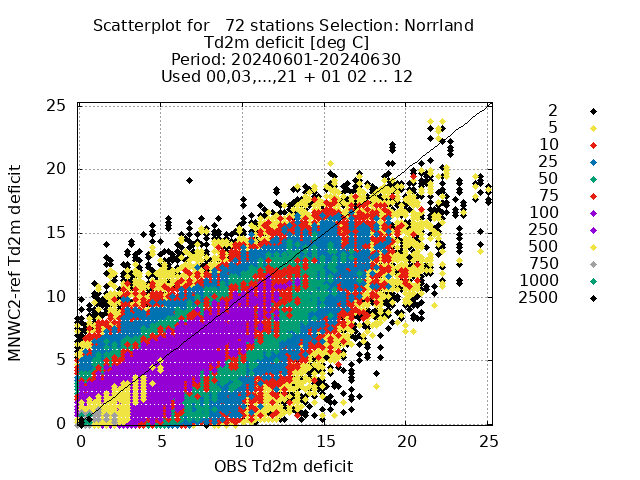 Scatterplot for   72 stations Selection: Norrland
Td2m deficit [deg C]
Period: 20240601-20240630
Used 00,03,...,21 + 01 02 ... 12
MNWC2-ref Td2m deficit
25
20
15
10
5
0
0 5 10 15 20 25
OBS Td2m deficit
2
5
10
25
50
75
100
250
500
750
1000
2500